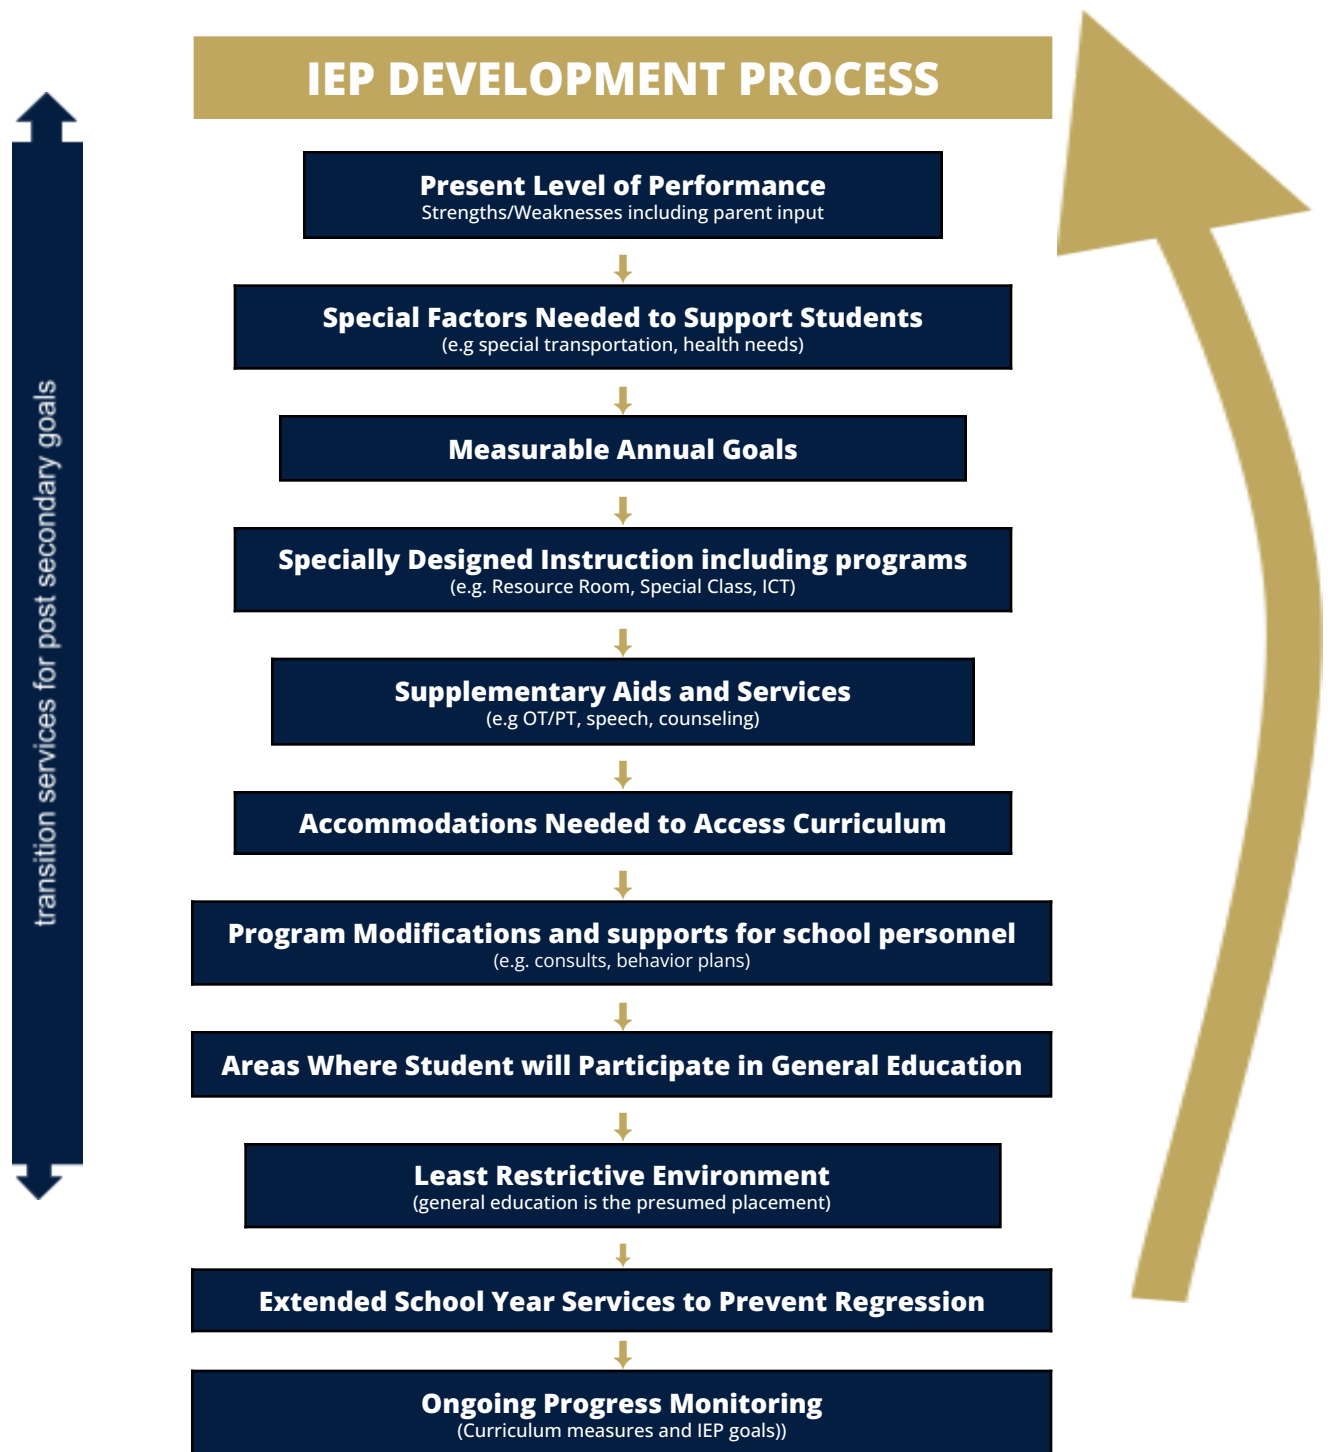 IEP DEVELOPMENT PROCESS
Present Level of Performance
Strengths/Weaknesses including parent input
Special Factors Needed to Support Students
(e.g special transportation, health needs)
Measurable Annual Goals
Specially Designed Instruction including programs
(e.g. Resource Room, Special Class, ICT)
Supplementary Aids and Services
(e.g OT/PT, speech, counseling)
Accommodations Needed to Access Curriculum
Program Modifications and supports for school personnel
(e.g. consults, behavior plans)
Areas Where Student will Participate in General Education
Least Restrictive Environment
(general education is the presumed placement)
Extended School Year Services to Prevent Regression
Ongoing Progress Monitoring
(Curriculum measures and IEP goals))
transition services for post secondary goals